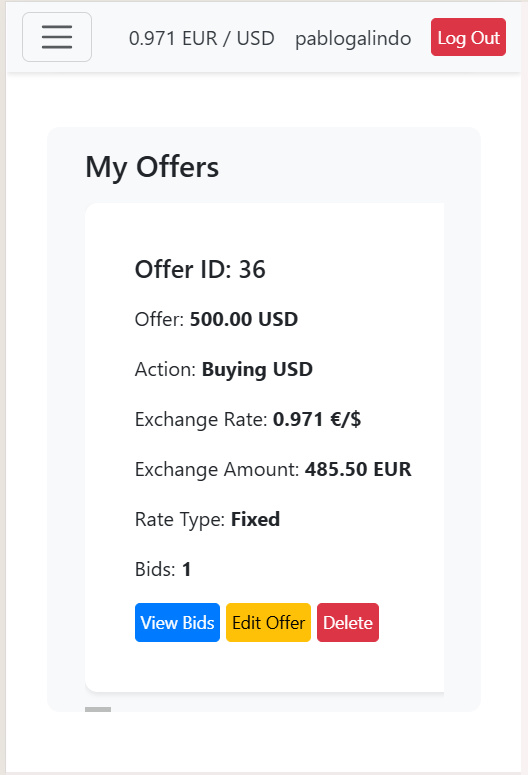 0.971 EUR / USD pablogalindo Log Out
My Offers
Offer ID: 36
Offer: 500.00 USD
Action: Buying USD
Exchange Rate: 0.971 €/$
Exchange Amount: 485.50 EUR
Rate Type: Fixed
Bids: 1
View Bids Edit Offer Delete